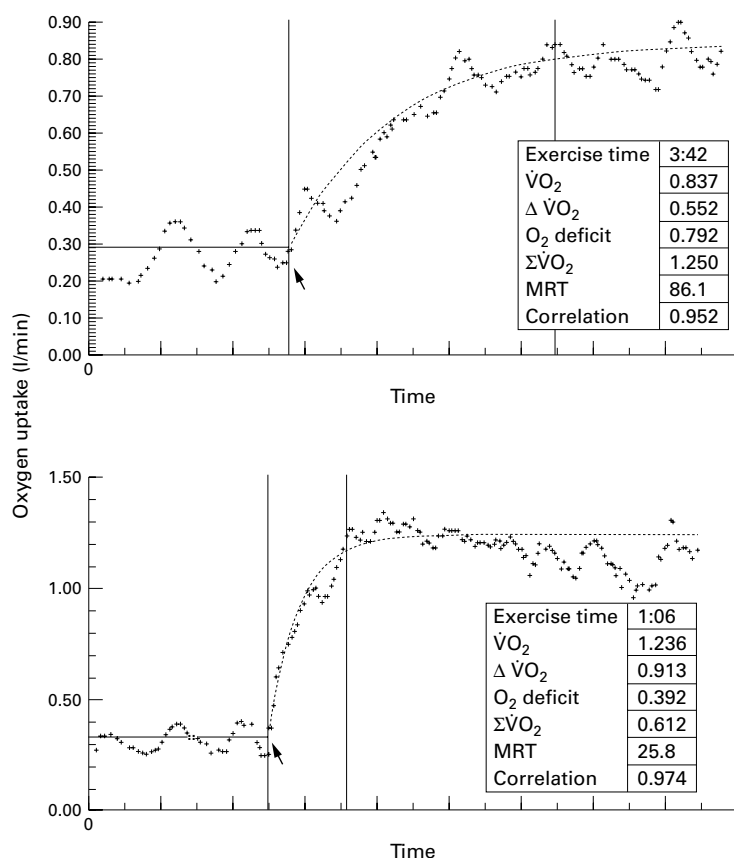 0.90
0.80
0.70
0.60
0.50
0.40
0.30
0.20
0.10
0.00
0
Time
Exercise time 3:42
V̇O₂ 0.837
Δ V̇O₂ 0.552
O₂ deficit 0.792
ΣV̇O₂ 1.250
MRT 86.1
Correlation 0.952
Oxygen uptake (l/min)
1.50
1.00
0.50
0.00
0
Time
Exercise time 1:06
V̇O₂ 1.236
Δ V̇O₂ 0.913
O₂ deficit 0.392
ΣV̇O₂ 0.612
MRT 25.8
Correlation 0.974